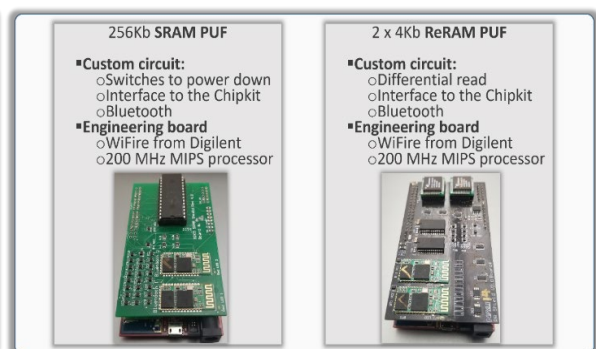 256Kb SRAM PUF
▪Custom circuit:
oSwitches to power down
oInterface to the Chipkit
oBluetooth
▪Engineering board
oWiFire from Digilent
o200 MHz MIPS processor
2 x 4Kb ReRAM PUF
▪Custom circuit:
oDifferential read
oInterface to the Chipkit
oBluetooth
▪Engineering board
oWiFire from Digilent
o200 MHz MIPS processor